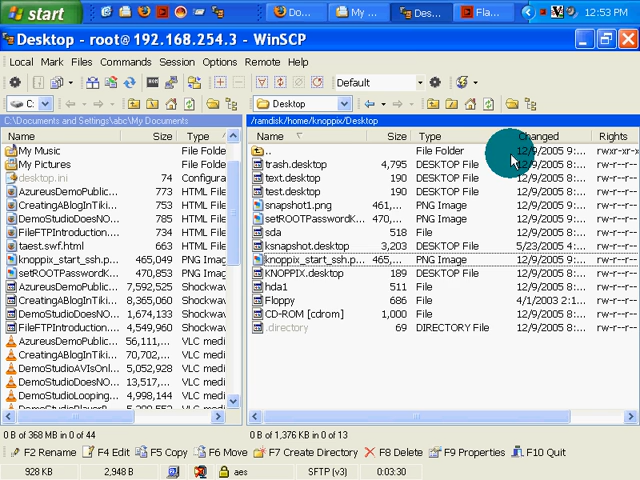 start
Do...
My ...
Des...
Fla...
12:53 PM
Desktop - root@192.168.254.3 - WinSCP
Local Mark Files Commands Session Options Remote Help
Default
C:
Desktop
C:\Documents and Settings\abc\My Documents
/ramdisk/home/knoppix/Desktop
Name Size Type
Name Size Type Changed Rights
My Music File Folder
My Pictures File Folder
desktop.ini 74 Configura
AzureusDemoPublic... 773 HTML File
CreatingABlogInTiki... 853 HTML File
DemoStudioDoesNO... 785 HTML File
FileFTPIntroduction.... 733 HTML File
taest.swf.html 663 HTML File
knoppix_start_ssh.p... 465,049 PNG Image
setROOTPasswordK... 470,853 PNG Image
AzureusDemoPublic... 7,592,525 Shockwav
CreatingABlogInTiki... 8,365,060 Shockwav
DemoStudioDoesNO... 1,674,133 Shockwav
FileFTPIntroduction.... 4,549,960 Shockwav
AzureusDemoPubl... 56,111,... VLC medi
CreatingABlogInTi... 70,702,... VLC medi
DemoStudioAVIsOnl... 5,052,928 VLC medi
DemoStudioDoesN... 13,517,... VLC medi
DemoStudioLooping... 4,998,144 VLC medi
.. File Folder 12/9/2005 9:... rwxr-xr-x
trash.desktop 4,795 DESKTOP File 12/9/2005 8:... rw-r--r--
text.desktop 190 DESKTOP File 12/9/2005 8:... rw-r--r--
test.desktop 190 DESKTOP File 12/9/2005 8:... rw-r--r--
snapshot1.png 461,... PNG Image 12/9/2005 9:... rw-r--r--
setROOTPasswordK... 470,... PNG Image 12/9/2005 9:... rw-r--r--
sda 518 File 12/9/2005 8:... rw-r--r--
ksnapshot.desktop 3,203 DESKTOP File 5/23/2005 4:... rw-r--r--
knoppix_start_ssh.p... 465,... PNG Image 12/9/2005 9:... rw-r--r--
KNOPPIX.desktop 189 DESKTOP File 12/9/2005 8:... rw-r--r--
hda1 511 File 12/9/2005 8:... rw-r--r--
Floppy 686 File 4/1/2003 2:1... rw-r--r--
CD-ROM [cdrom] 1,000 File 12/9/2005 8:... rw-r--r--
.directory 69 DIRECTORY File 12/9/2005 8:... rw-r--r--
0 B of 368 MB in 0 of 44
0 B of 1,376 KB in 0 of 13
F2 Rename F4 Edit F5 Copy F6 Move F7 Create Directory F8 Delete F9 Properties F10 Quit
928 KB 2,948 B aes SFTP (v3) 0:03:30